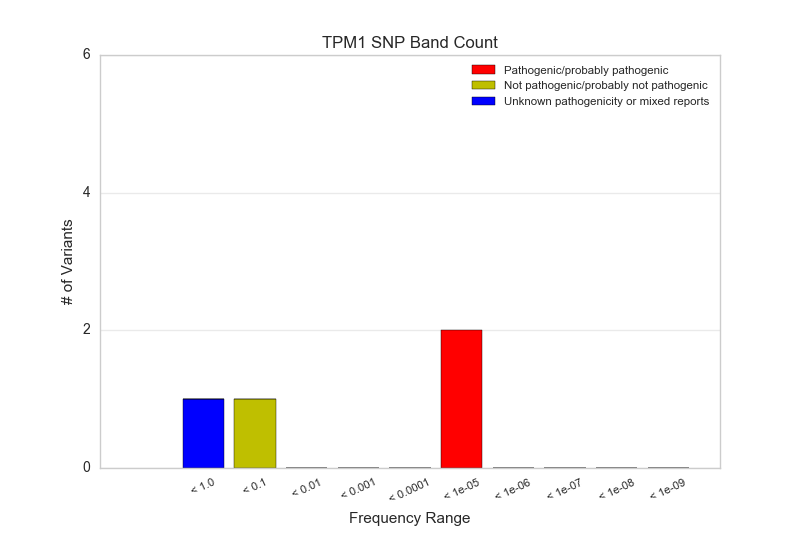 TPM1 SNP Band Count
6
4
2
0
# of Variants
Pathogenic/probably pathogenic
Not pathogenic/probably not pathogenic
Unknown pathogenicity or mixed reports
< 1.0
< 0.1
< 0.01
< 0.001
< 0.0001
< 1e-05
< 1e-06
< 1e-07
< 1e-08
< 1e-09
Frequency Range